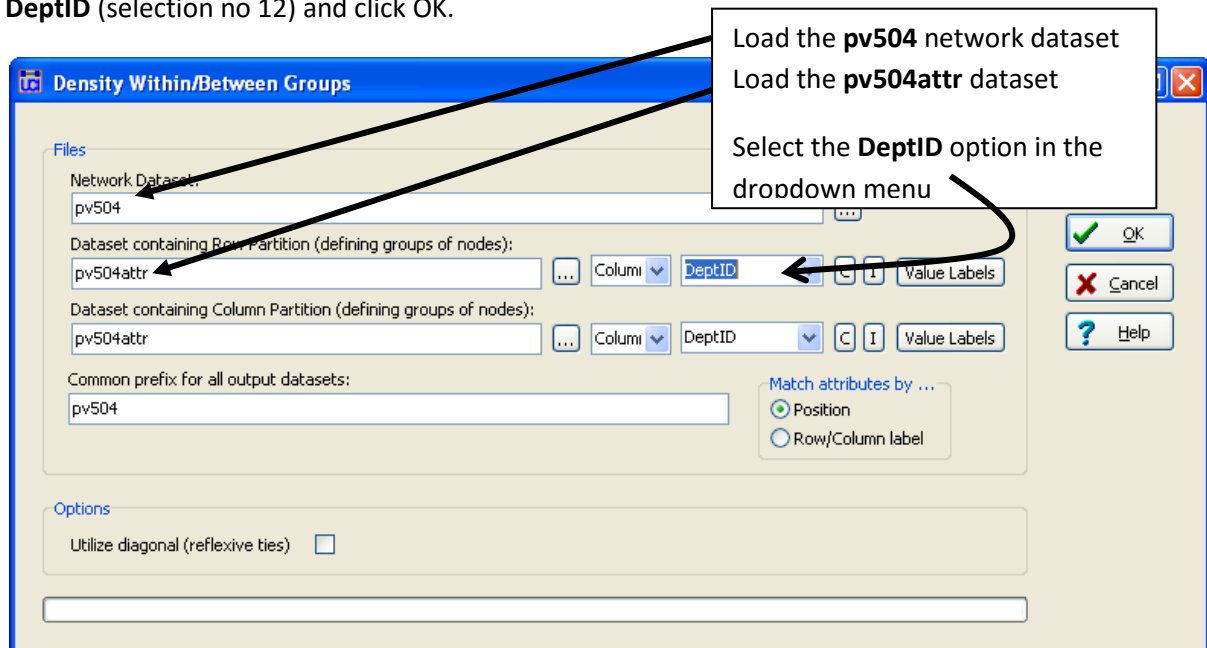 DeptID (selection no 12) and click OK.
Load the pv504 network dataset
Load the pv504attr dataset
Select the DeptID option in the
dropdown menu
Density Within/Between Groups
Files
Network Dataset:
pv504
...
Dataset containing Row Partition (defining groups of nodes):
pv504attr ... Colum DeptID C I Value Labels
Dataset containing Column Partition (defining groups of nodes):
pv504attr ... Colum DeptID C I Value Labels
Common prefix for all output datasets:
pv504
Match attributes by ...
Position
Row/Column label
OK
Cancel
Help
Options
Utilize diagonal (reflexive ties)